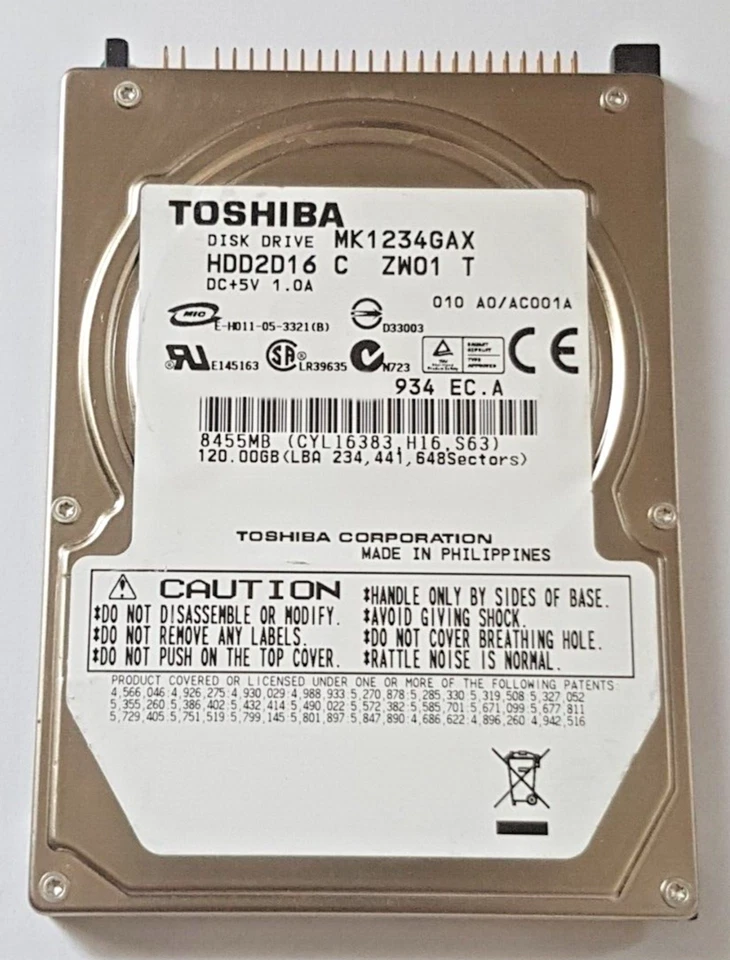 TOSHIBA
DISK DRIVE MK1234GAX
HDD2D16 C ZW01 T
DC+5V 1.0A
010 A0/AC001A
MIC E-H011-05-3321(B) D33003
E145163 SA® LR39635 N723 CE
934 EC.A
8455MB (CYL16383,H16,S63)
120.00GB(LBA 234,441,648Sectors)
TOSHIBA CORPORATION
MADE IN PHILIPPINES
CAUTION
*DO NOT DISASSEMBLE OR MODIFY.
*DO NOT REMOVE ANY LABELS.
*DO NOT PUSH ON THE TOP COVER.
*HANDLE ONLY BY SIDES OF BASE.
*AVOID GIVING SHOCK.
*DO NOT COVER BREATHING HOLE.
*RATTLE NOISE IS NORMAL.
PRODUCT COVERED OR LICENSED UNDER ONE OR MORE OF THE FOLLOWING PATENTS:
4,566,046:4,926,275:4,930,029:4,988,933:5,270,878:5,285,330:5,319,508:5,327,052
5,355,260:5,386,402:5,432,414:5,490,022:5,572,382:5,585,701:5,671,099:5,677,811
5,729,405:5,751,519:5,799,145:5,801,897:5,847,890:4,686,622:4,896,260:4,942,516